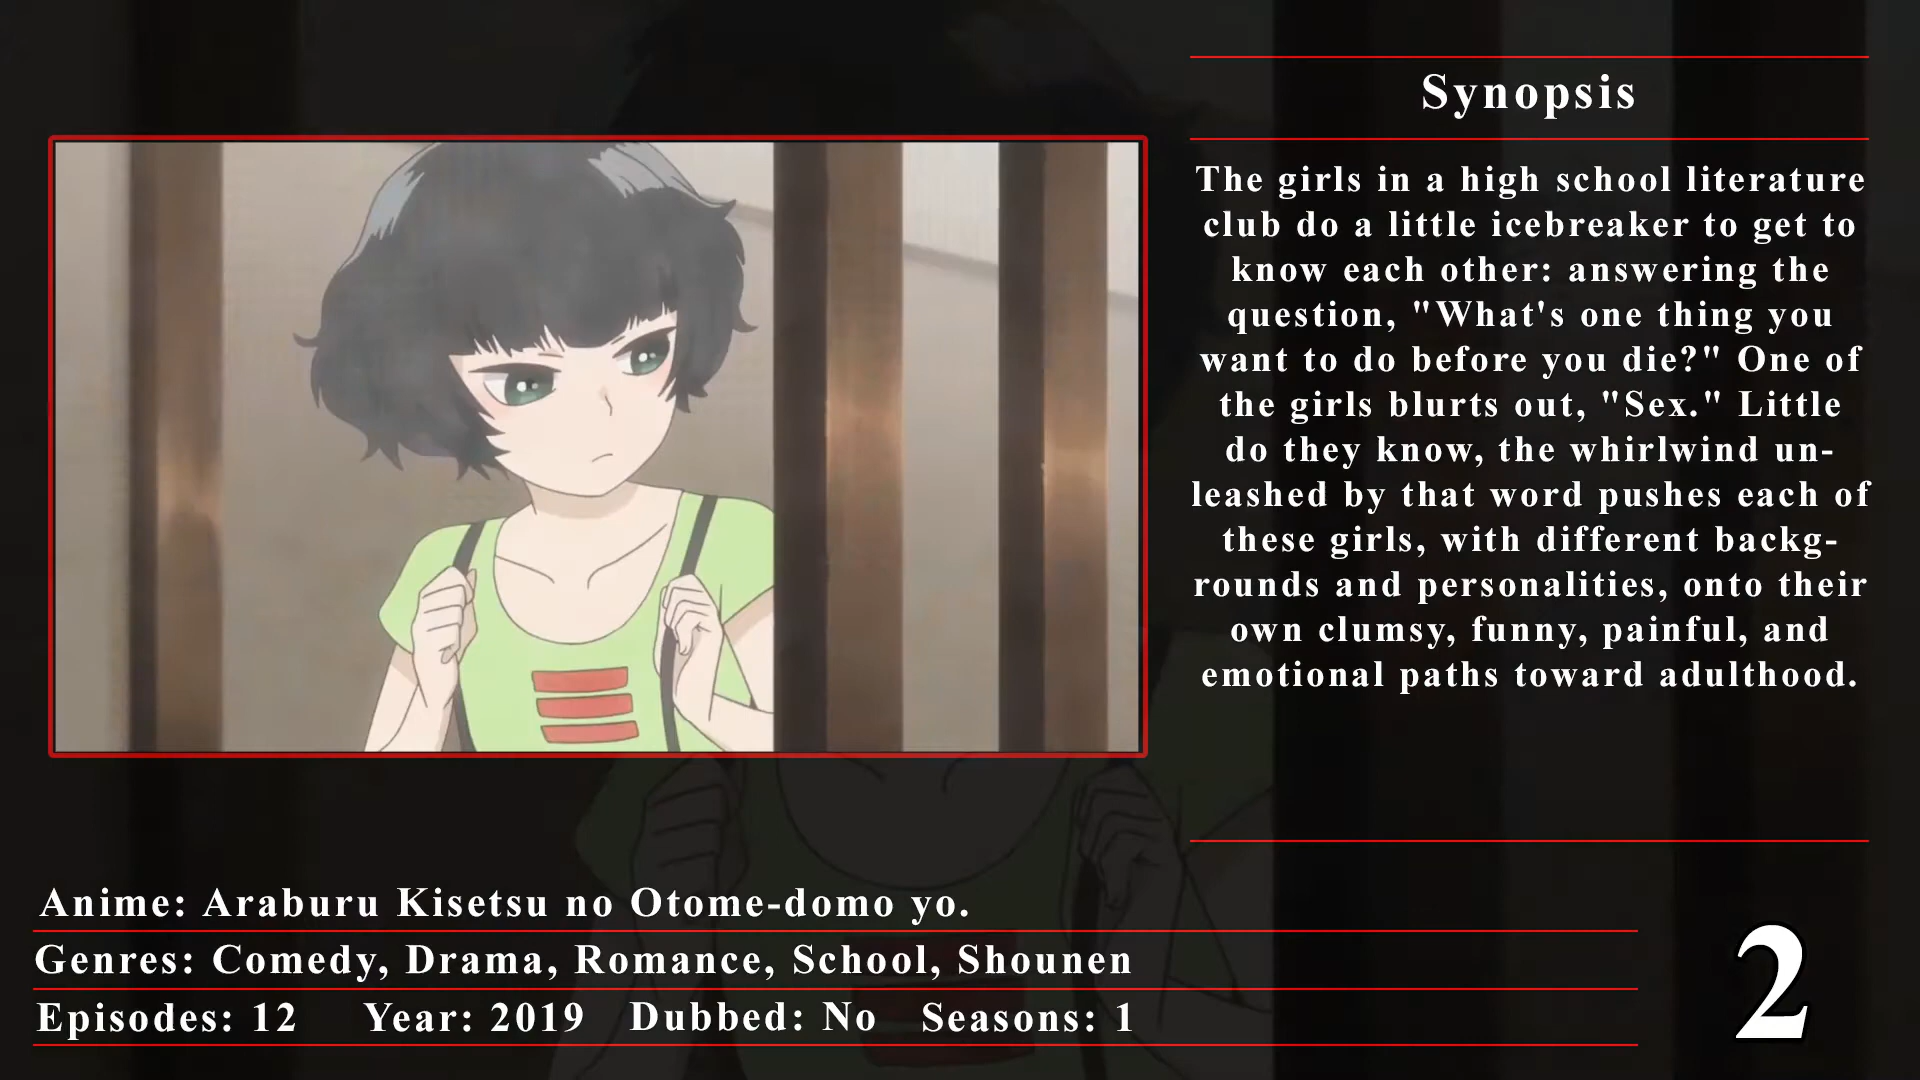 Synopsis
The girls in a high school literature
club do a little icebreaker to get to
know each other: answering the
question, "What's one thing you
want to do before you die?" One of
the girls blurts out, "Sex." Little
do they know, the whirlwind un-
leashed by that word pushes each of
these girls, with different backg-
rounds and personalities, onto their
own clumsy, funny, painful, and
emotional paths toward adulthood.
Anime: Araburu Kisetsu no Otome-domo yo.
Genres: Comedy, Drama, Romance, School, Shounen
Episodes: 12 Year: 2019 Dubbed: No Seasons: 1
2